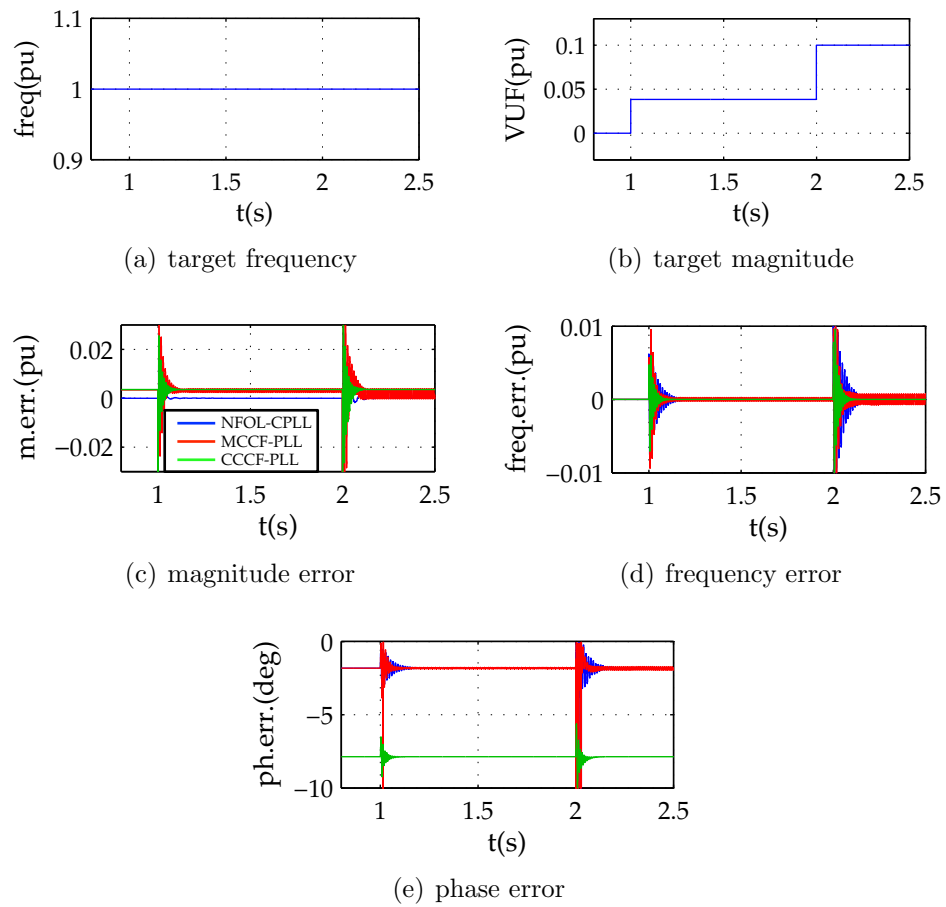 1.1
1
0.9
freq(pu)
1
1.5
2
2.5
t(s)
(a) target frequency
0.1
0.05
0
VUF(pu)
1
1.5
2
2.5
t(s)
(b) target magnitude
0.02
0
−0.02
m.err.(pu)
NFOL-CPLL
MCCF-PLL
CCCF-PLL
1
1.5
2
2.5
t(s)
(c) magnitude error
0.01
0
−0.01
freq.err.(pu)
1
1.5
2
2.5
t(s)
(d) frequency error
0
−5
−10
ph.err.(deg)
1
1.5
2
2.5
t(s)
(e) phase error